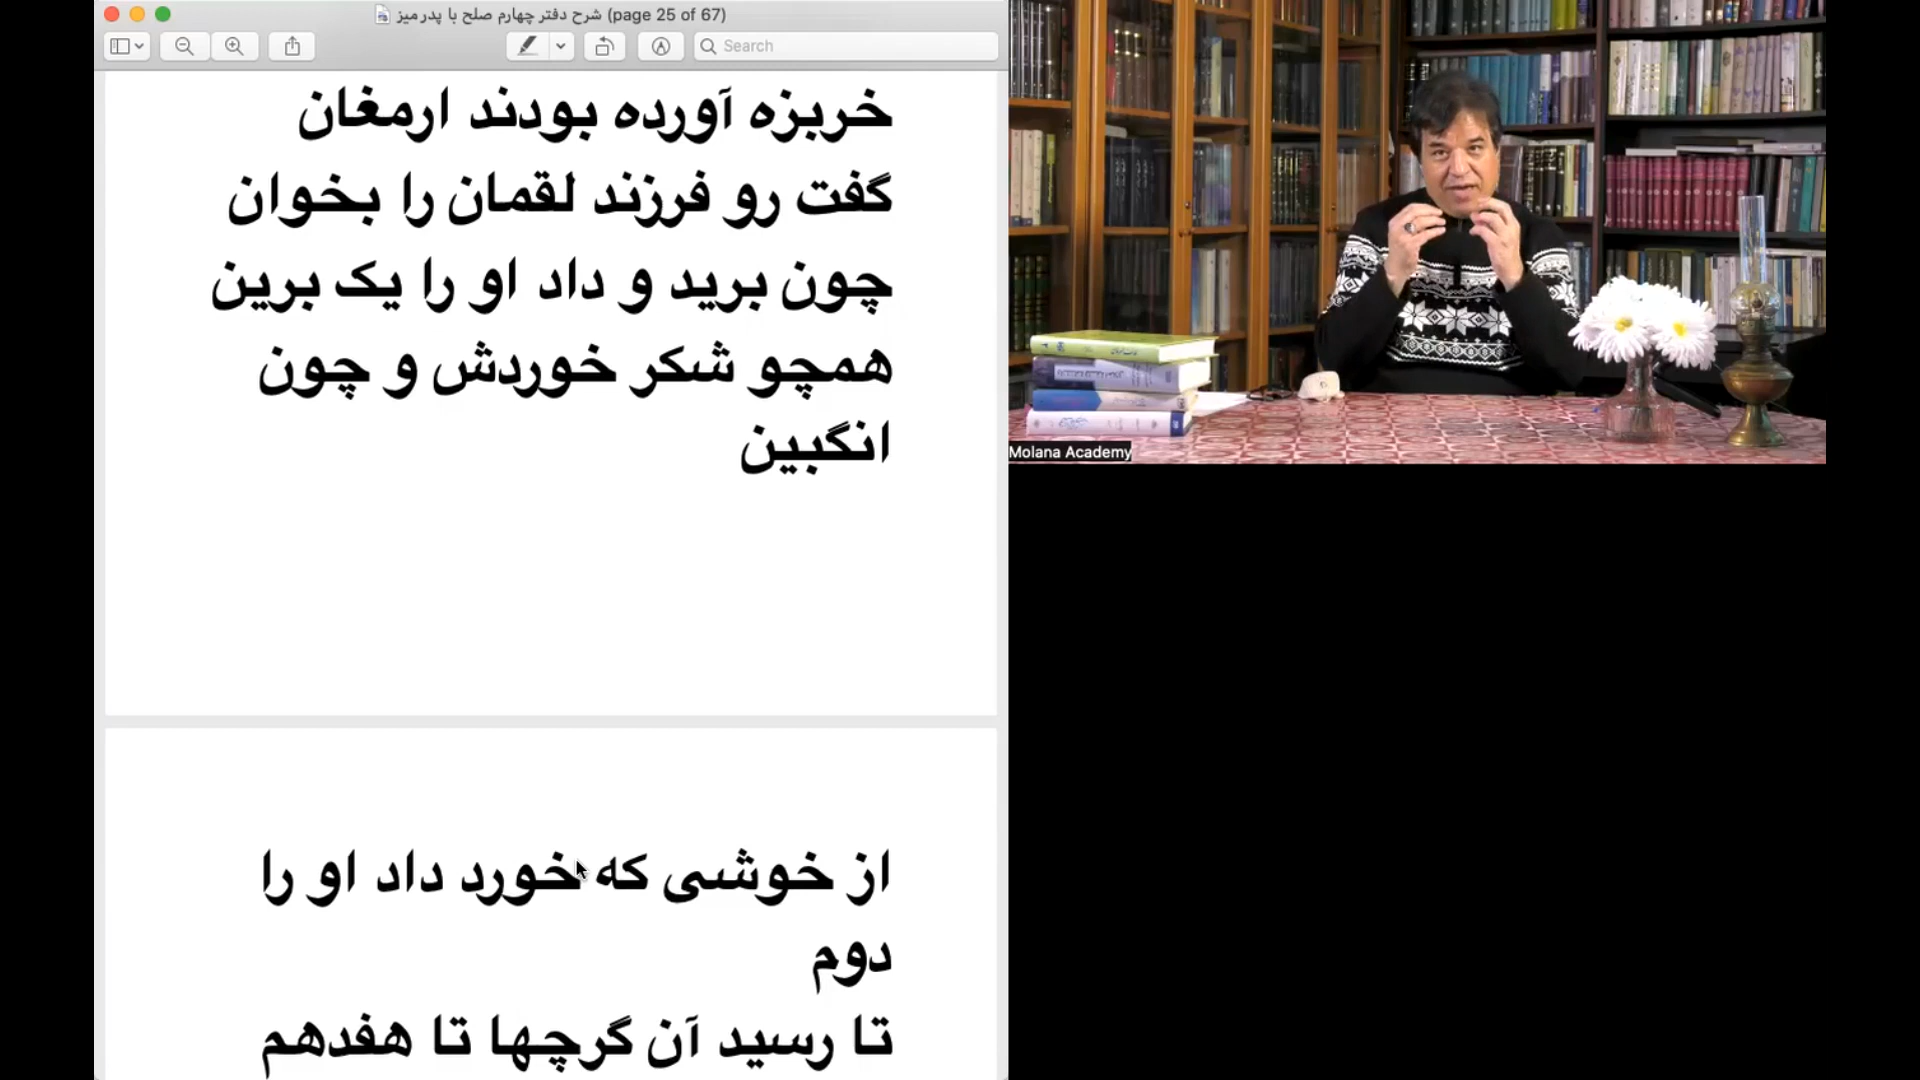 شرح دفتر چهارم صلح با پدر میز (page 25 of 67)
Search
خربزه آورده بودند ارمغان
گفت رو فرزند لقمان را بخوان
چون برید و داد او را یک برین
همچو شکر خوردش و چون
انگبین
از خوشی که خورد داد او را
دوم
تا رسید آن گرچها تا هفدهم
Molana Academy